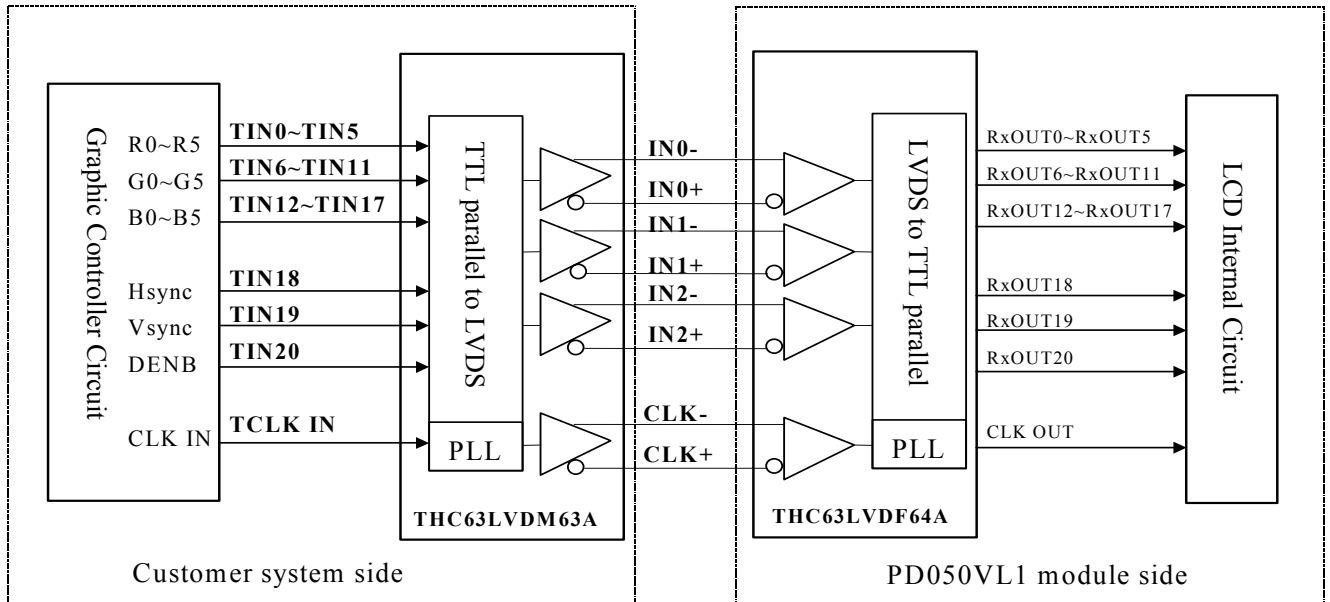 Graphic Controller Circuit
R0~R5
G0~G5
B0~B5
Hsync
Vsync
DENB
CLK IN
TIN0~TIN5
TIN6~TIN11
TIN12~TIN17
TIN18
TIN19
TIN20
TCLK IN
TTL parallel to LVDS
PLL
THC63LVDM63A
Customer system side
IN0-
IN0+
IN1-
IN1+
IN2-
IN2+
CLK-
CLK+
LVDS to TTL parallel
PLL
THC63LVDF64A
RxOUT0~RxOUT5
RxOUT6~RxOUT11
RxOUT12~RxOUT17
RxOUT18
RxOUT19
RxOUT20
CLK OUT
LCD Internal Circuit
PD050VL1 module side